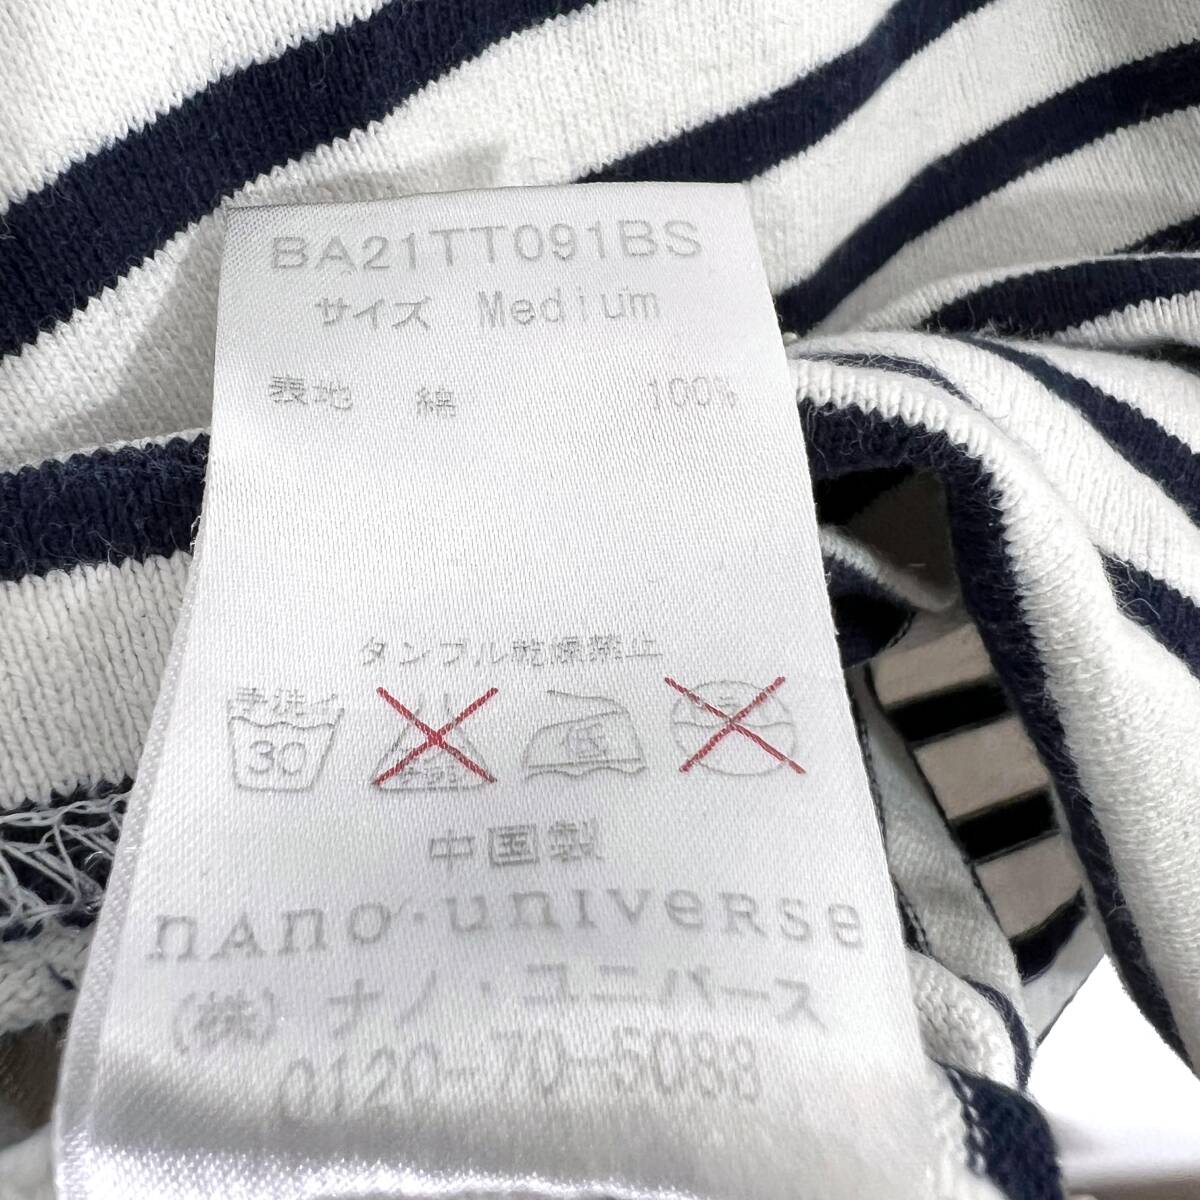 BA21TT091BS
サイズ Medium
表地 綿 100%
タンブル乾燥禁止
手洗イ
30 低
中国製
nAno・unIveRse
(株) ナノ・ユニバース
0120-70-5088